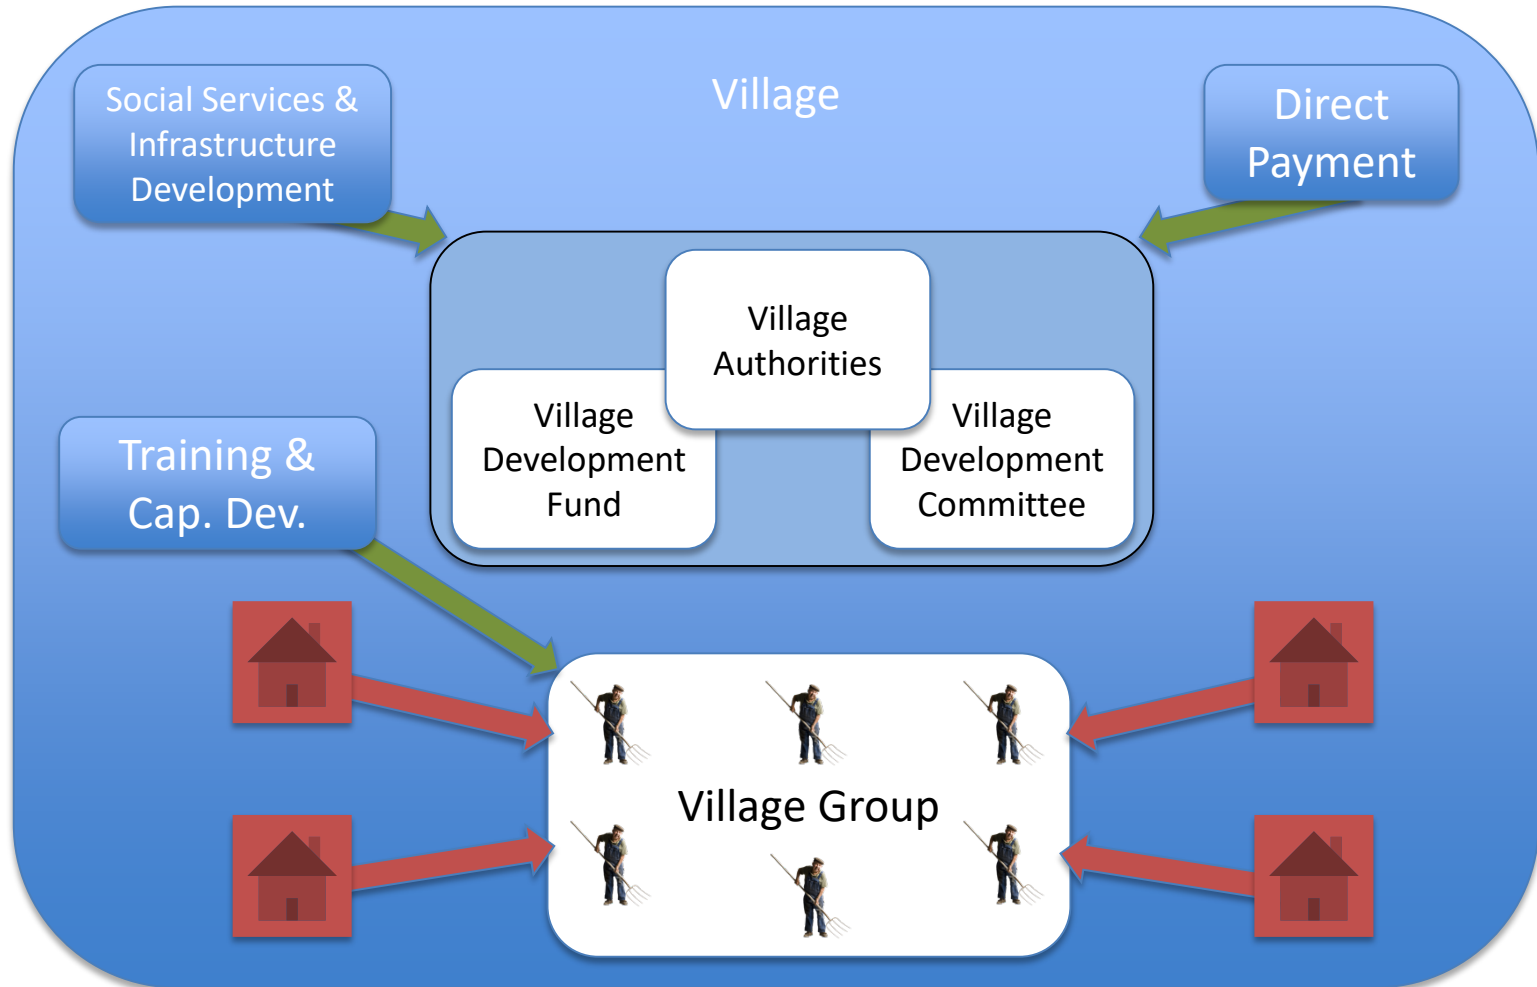 Village
Social Services &
Infrastructure
Development
Direct
Payment
Village
Authorities
Village
Development
Fund
Village
Development
Committee
Training &
Cap. Dev.
Village Group